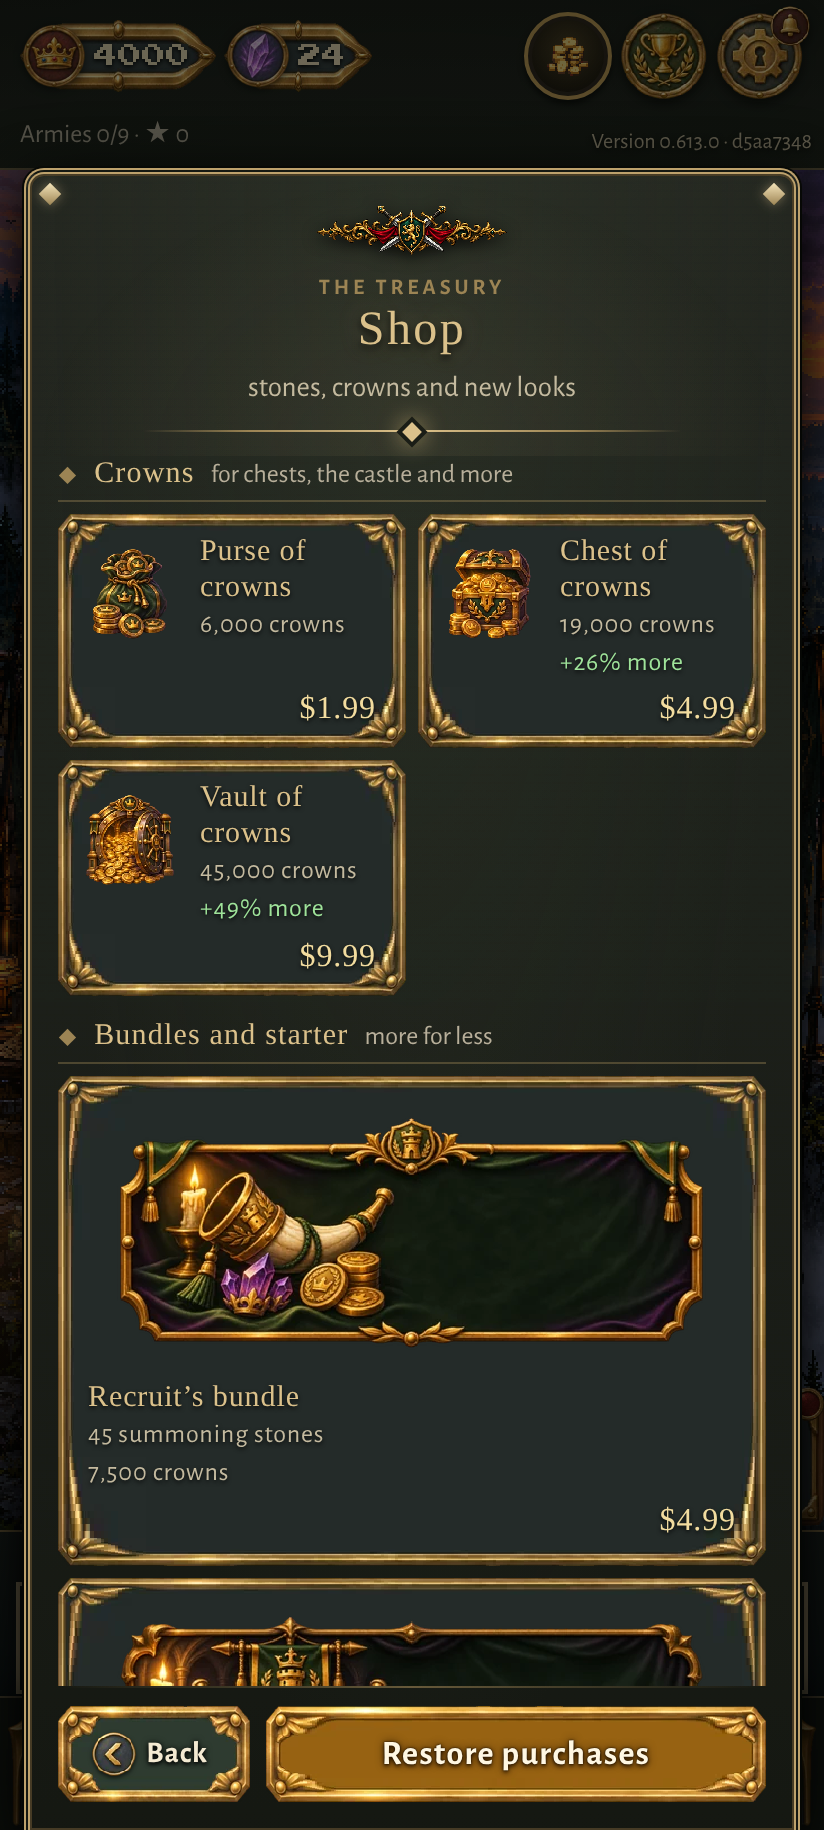 4000
24
Armies 0/9 · ★ 0
Version 0.613.0 · d5aa7348
THE TREASURY
Shop
stones, crowns and new looks
Crowns for chests, the castle and more
Purse of
crowns
6,000 crowns
$1.99
Chest of
crowns
19,000 crowns
+26% more
$4.99
Vault of
crowns
45,000 crowns
+49% more
$9.99
Bundles and starter more for less
Recruit’s bundle
45 summoning stones
7,500 crowns
$4.99
Back
Restore purchases